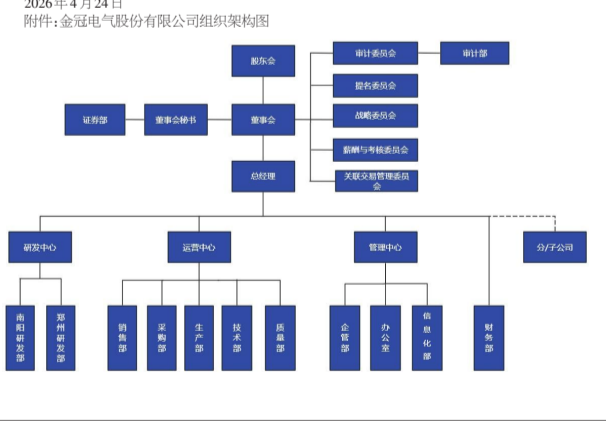 2026年4月24日
附件:金冠电气股份有限公司组织架构图
股东会
审计委员会
审计部
提名委员会
证券部
董事会秘书
董事会
战略委员会
薪酬与考核委员会
总经理
关联交易管理委员
会
研发中心
运营中心
管理中心
分/子公司
南阳研发部
郑州研发部
销售部
采购部
生产部
技术部
质量部
企管部
办公室
信息化部
财务部